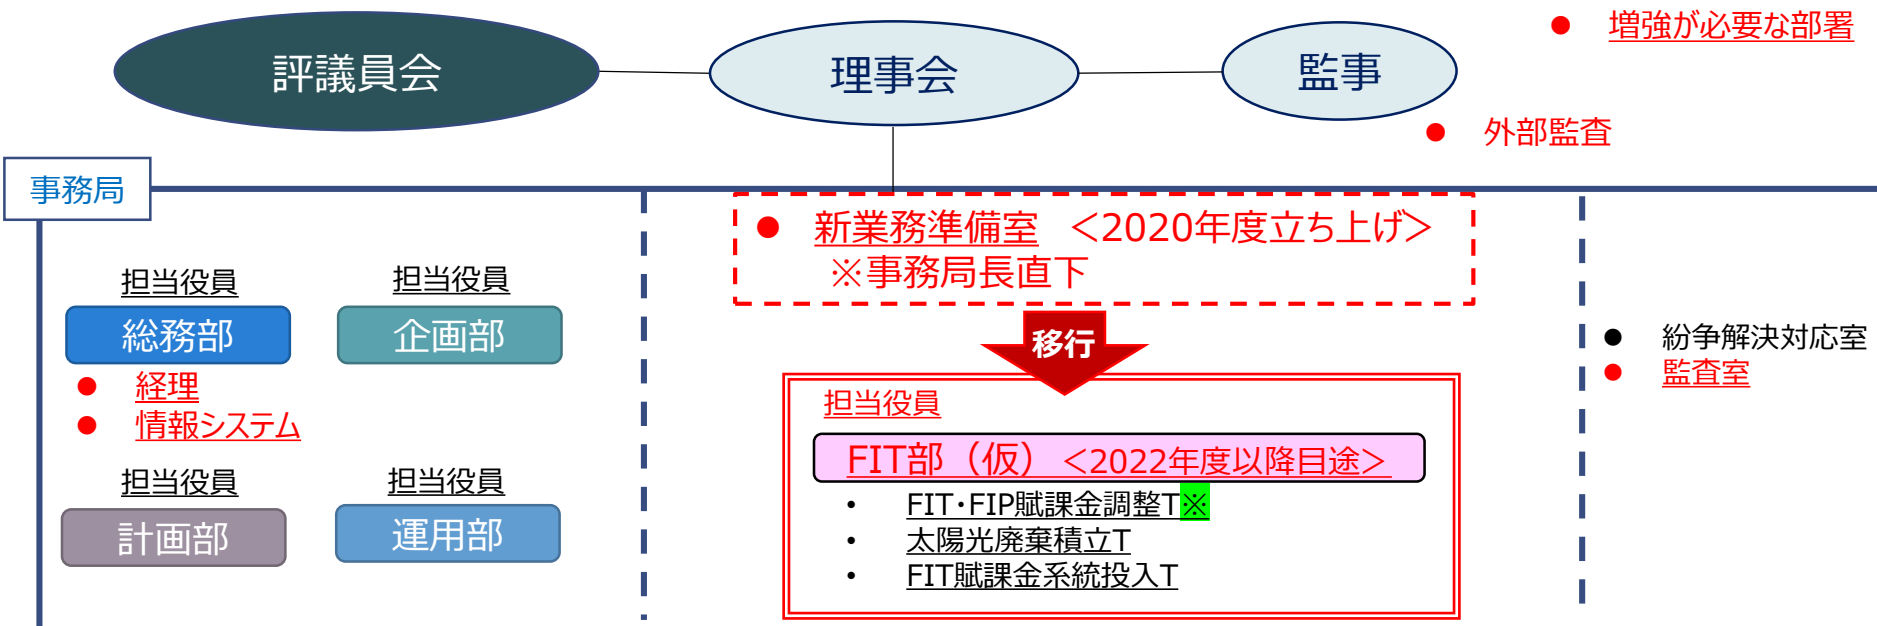 評議員会
理事会
監事
● 増強が必要な部署
● 外部監査
事務局
● 新業務準備室 <2020年度立ち上げ>
※事務局長直下
担当役員
総務部
● 経理
● 情報システム
担当役員
企画部
担当役員
計画部
担当役員
運用部
移行
担当役員
FIT部(仮)<2022年度以降目途>
• FIT・FIP賦課金調整T※
• 太陽光廃棄積立T
• FIT賦課金系統投入T
● 紛争解決対応室
● 監査室